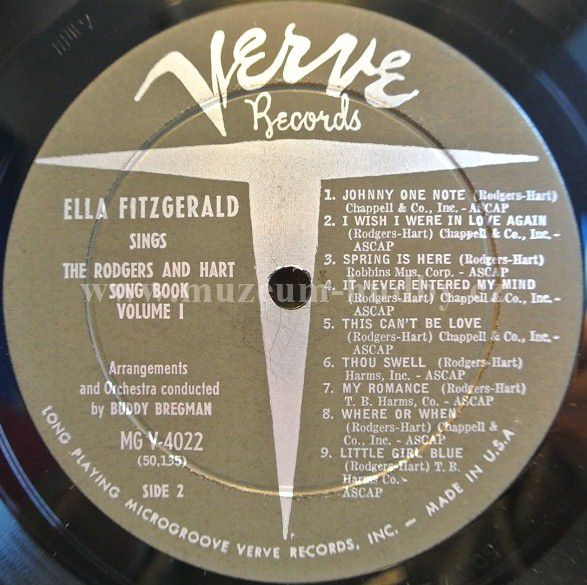 Verve
Records
ELLA FITZGERALD
SINGS
THE RODGERS AND HART
SONG BOOK
VOLUME I
Arrangements
and Orchestra conducted
by BUDDY BREGMAN
MG V-4022
(50,135)
SIDE 2
1. JOHNNY ONE NOTE (Rodgers-Hart)
Chappell & Co., Inc. - ASCAP
2. I WISH I WERE IN LOVE AGAIN
(Rodgers-Hart) Chappell & Co., Inc. -
ASCAP
3. SPRING IS HERE (Rodgers-Hart)
Robbins Mus. Corp. - ASCAP
4. IT NEVER ENTERED MY MIND
(Rodgers-Hart) Chappell & Co., Inc. -
ASCAP
5. THIS CAN'T BE LOVE
(Rodgers-Hart) Chappell & Co., Inc. -
ASCAP
6. THOU SWELL (Rodgers-Hart)
Harms, Inc. - ASCAP
7. MY ROMANCE (Rodgers-Hart)
T. B. Harms, Co. - ASCAP
8. WHERE OR WHEN
(Rodgers-Hart) Chappell &
Co., Inc. - ASCAP
9. LITTLE GIRL BLUE
(Rodgers-Hart) T. B.
Harms Co. -
ASCAP
LONG PLAYING MICROGROOVE VERVE RECORDS, INC. — MADE IN U.S.A.